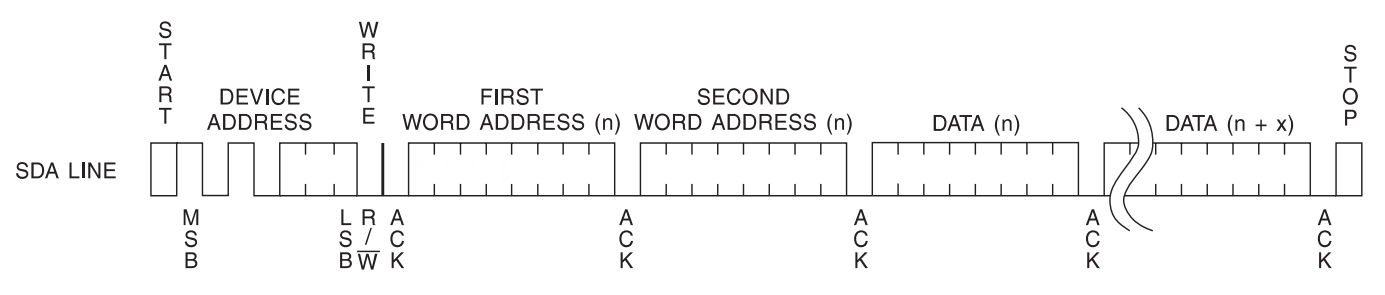 START
WRITE
STOP
DEVICE
ADDRESS
FIRST
WORD ADDRESS (n)
SECOND
WORD ADDRESS (n)
DATA (n)
DATA (n + x)
SDA LINE
MSB
LSB
R/W̅
ACK
ACK
ACK
ACK
ACK